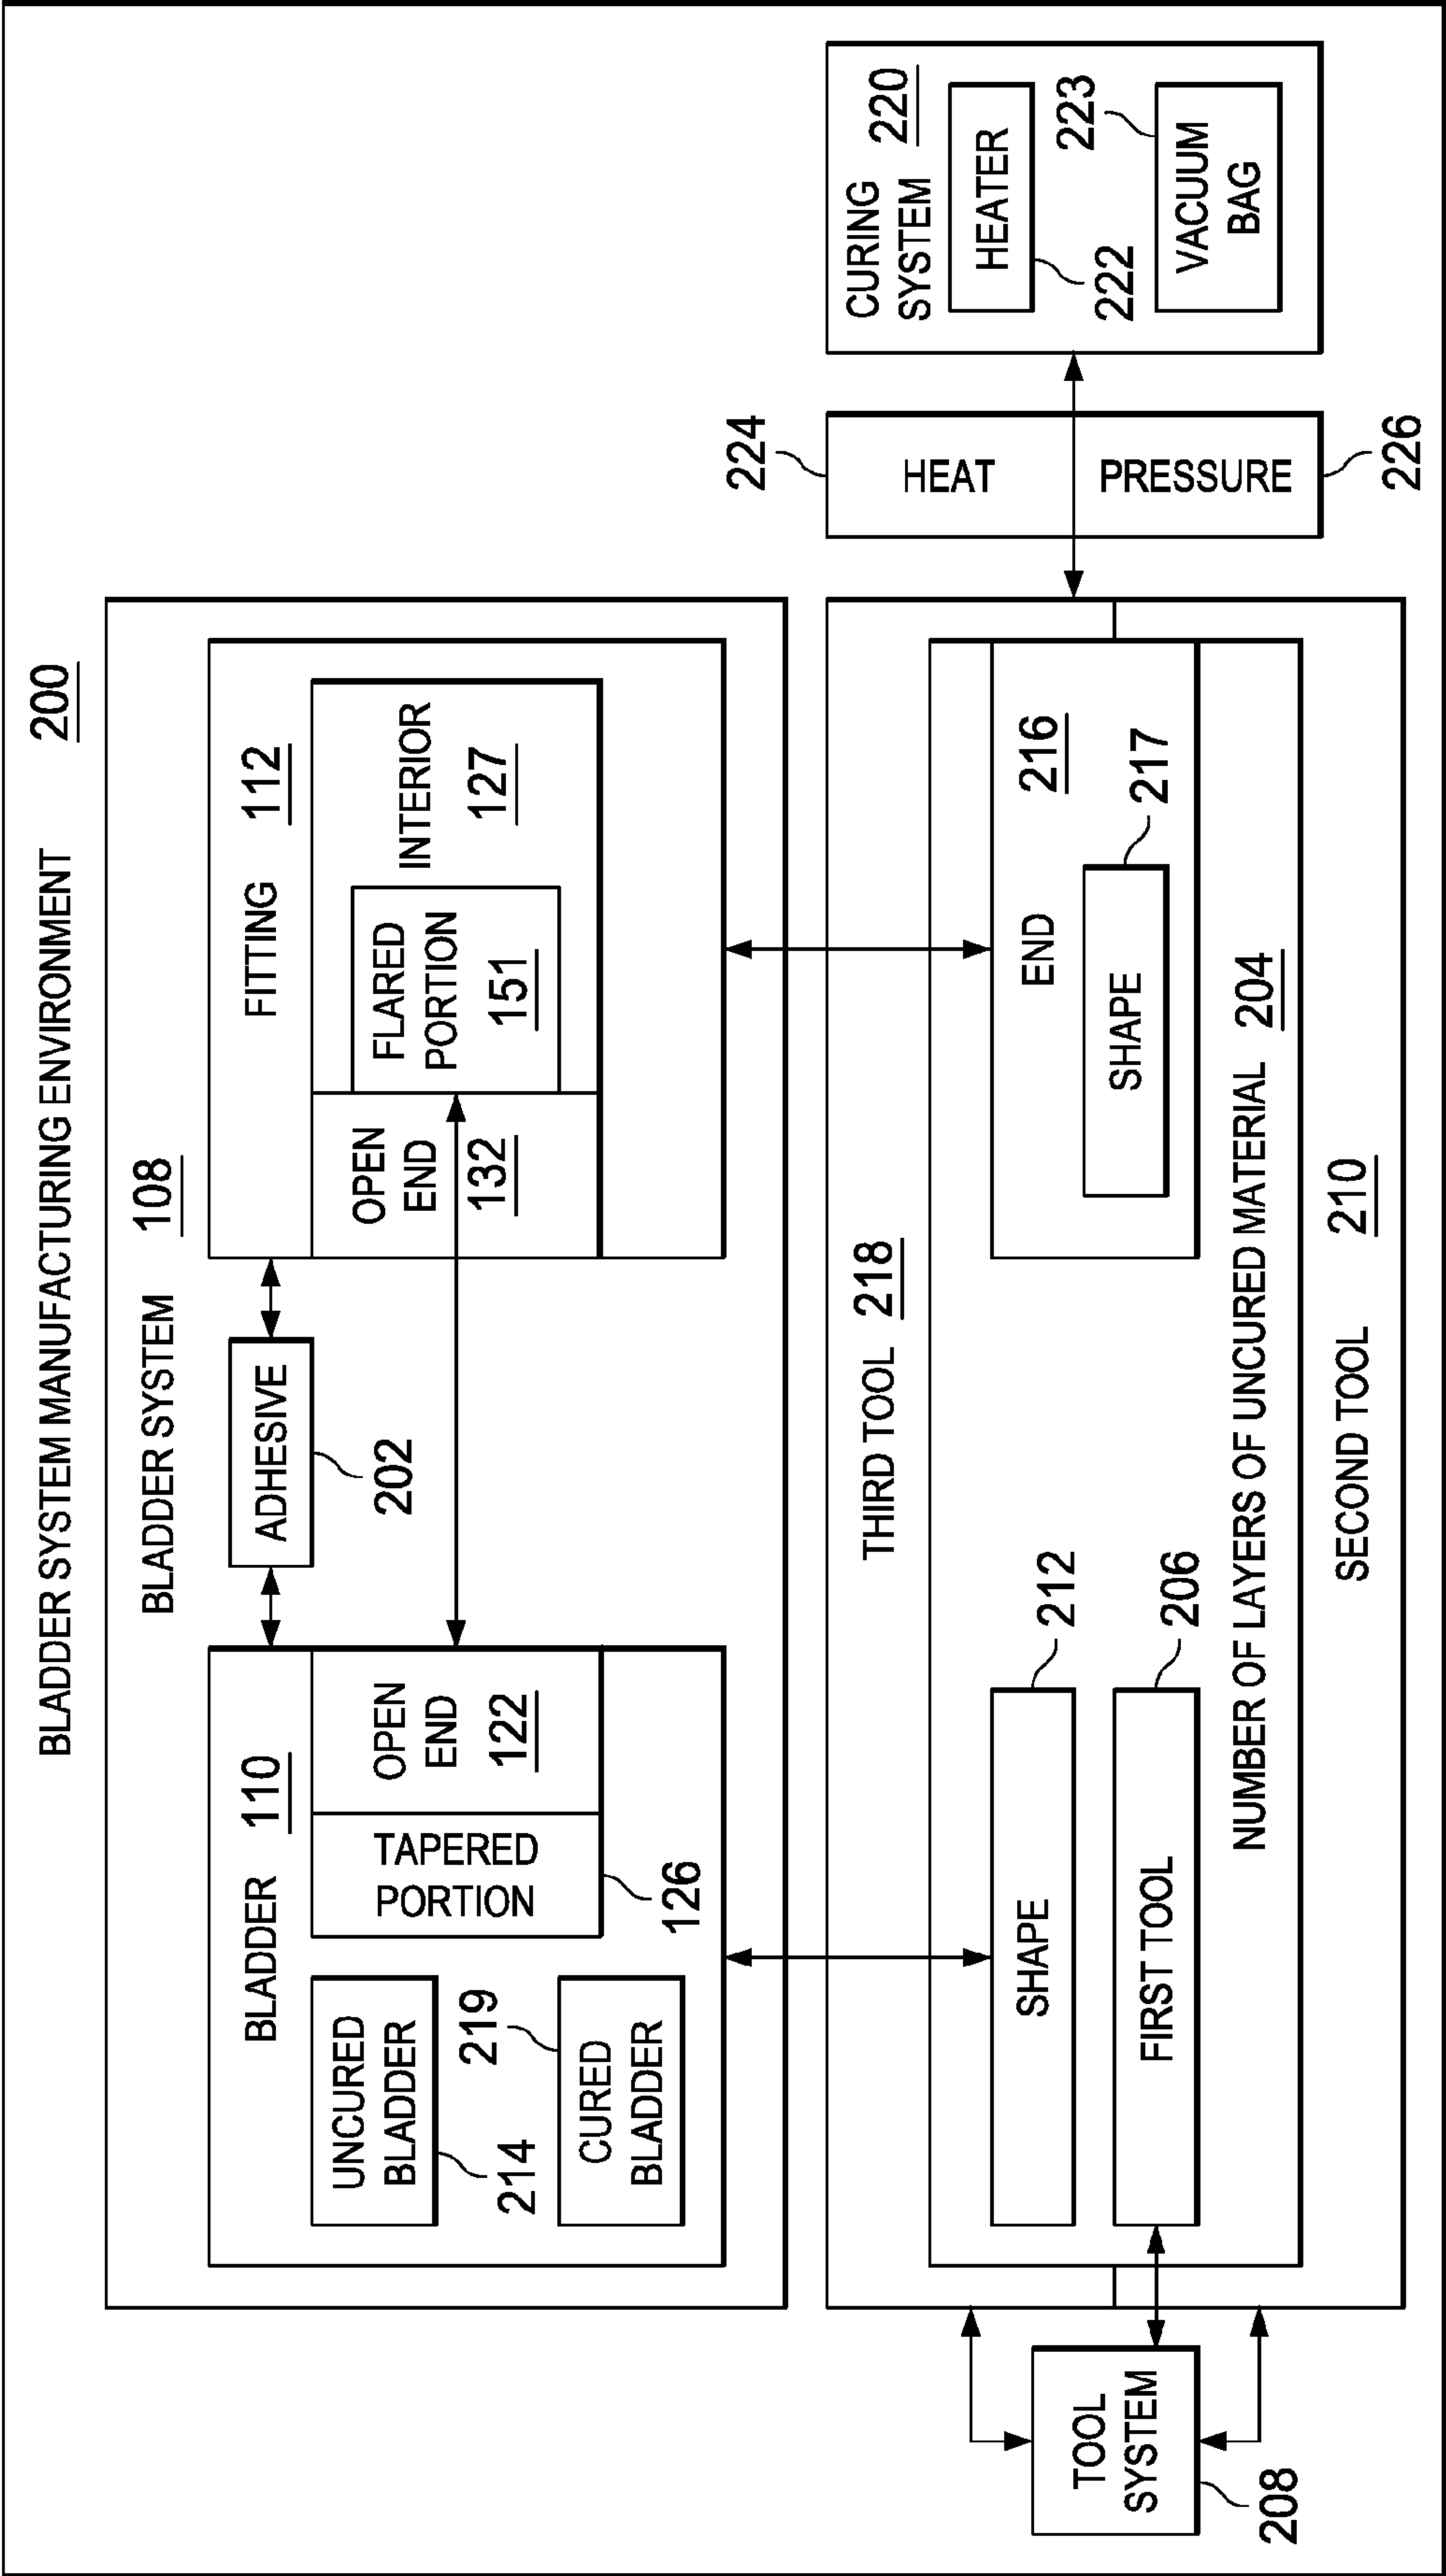 BLADDER SYSTEM MANUFACTURING ENVIRONMENT
200
BLADDER SYSTEM
108
BLADDER
110
UNCURED
BLADDER
214
219
CURED
BLADDER
TAPERED
PORTION
126
OPEN
END
122
ADHESIVE
202
FITTING
112
OPEN
END
132
FLARED
PORTION
151
INTERIOR
127
TOOL
SYSTEM
208
THIRD TOOL
218
SHAPE
212
FIRST TOOL
206
END
216
SHAPE
217
NUMBER OF LAYERS OF UNCURED MATERIAL
204
SECOND TOOL
210
224
HEAT
PRESSURE
226
CURING
SYSTEM
220
HEATER
222
223
VACUUM
BAG